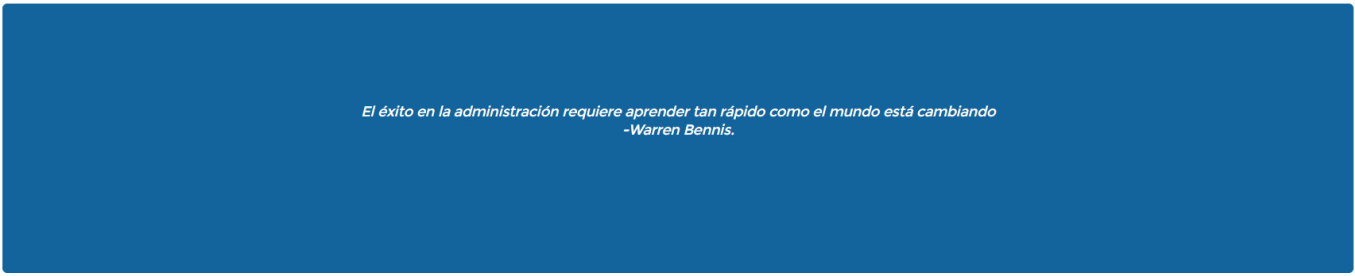 El éxito en la administración requiere aprender tan rápido como el mundo está cambiando
-Warren Bennis.